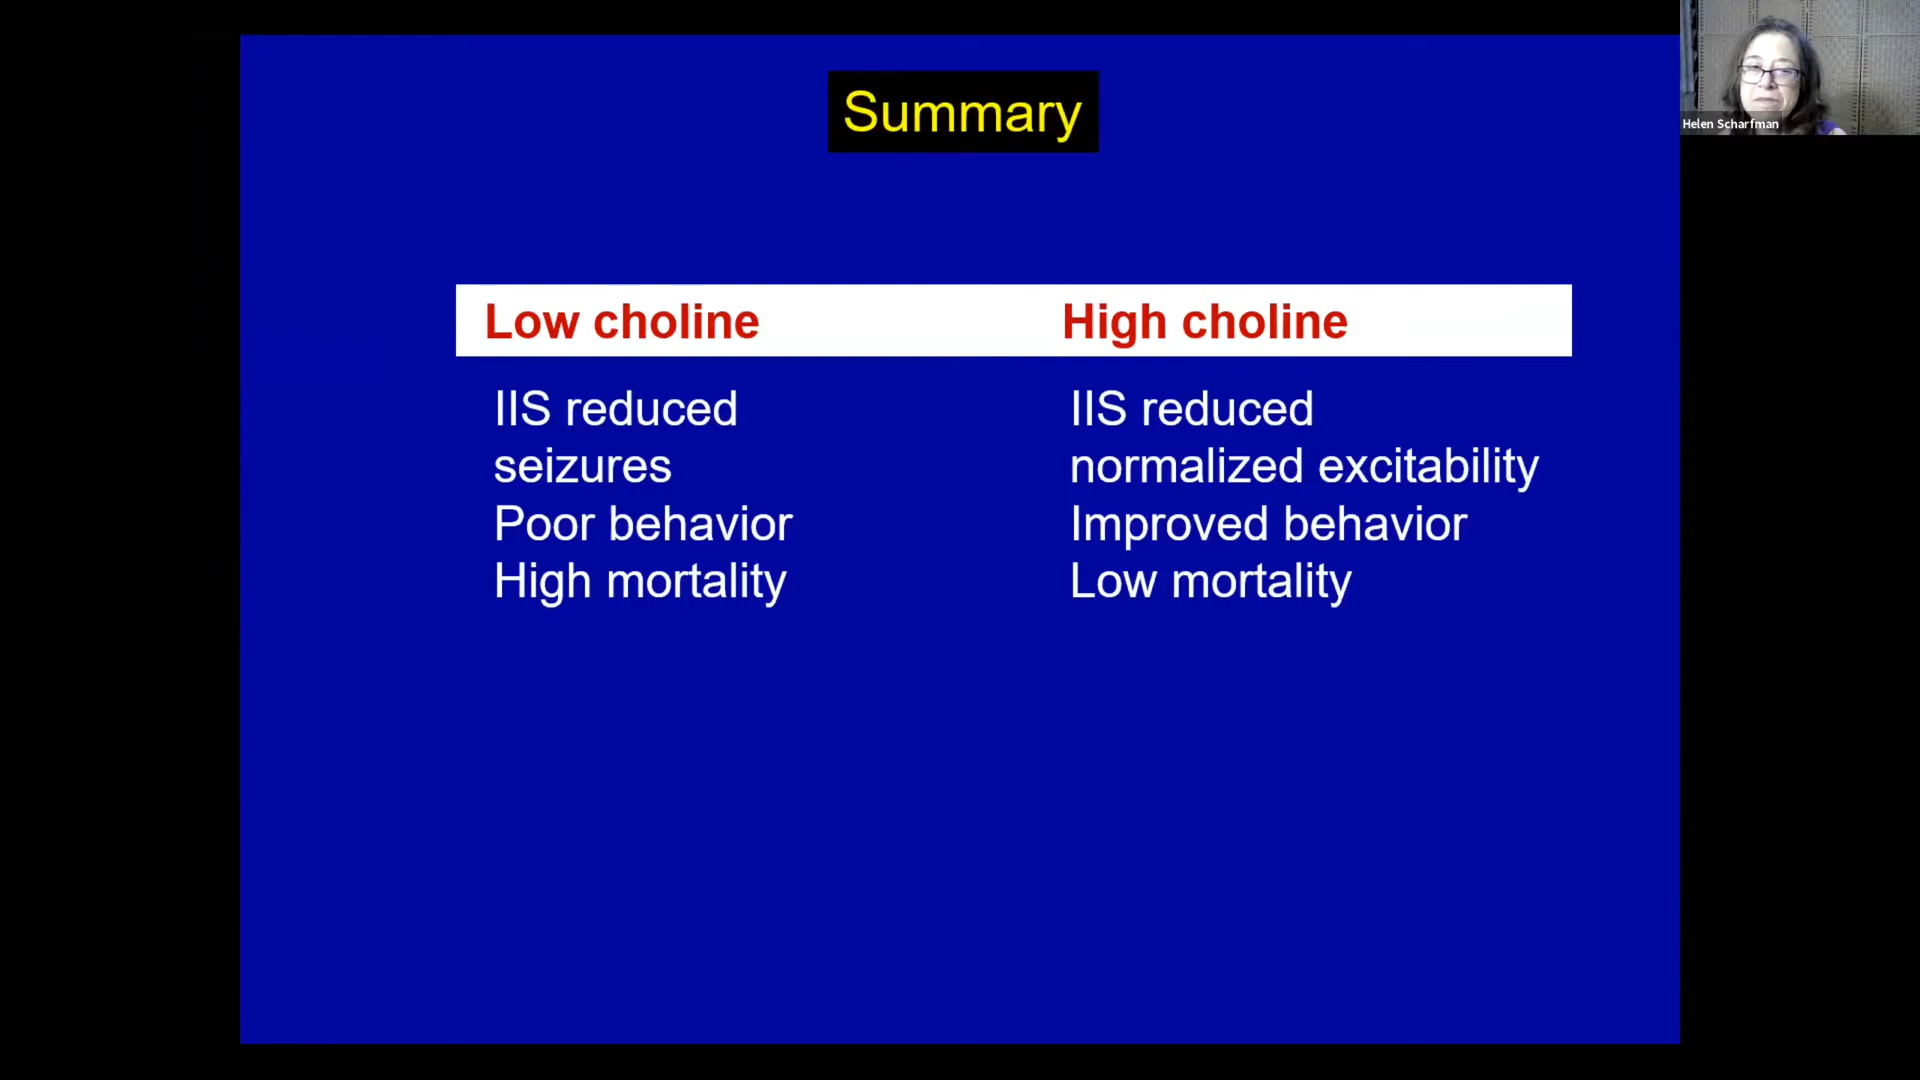 Summary
Helen Scharfman
Low choline High choline
IIS reduced IIS reduced
seizures normalized excitability
Poor behavior Improved behavior
High mortality Low mortality